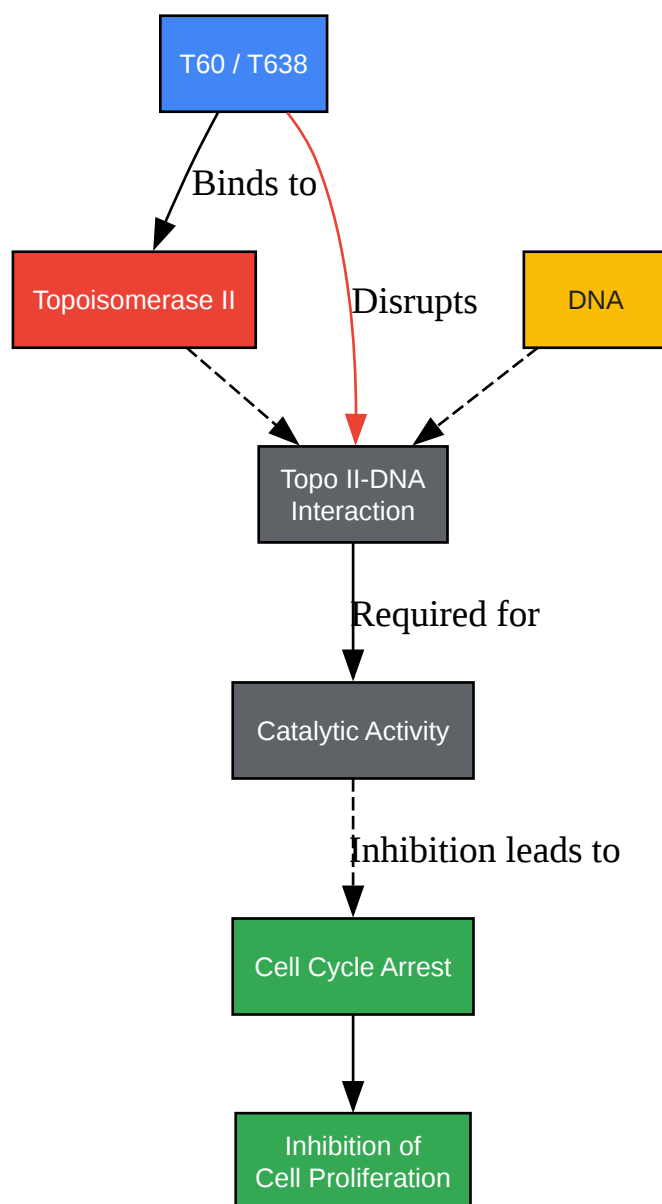 T60 / T638
Binds to
Topoisomerase II
Disrupts
DNA
Topo II-DNA
Interaction
Required for
Catalytic Activity
Inhibition leads to
Cell Cycle Arrest
Inhibition of
Cell Proliferation